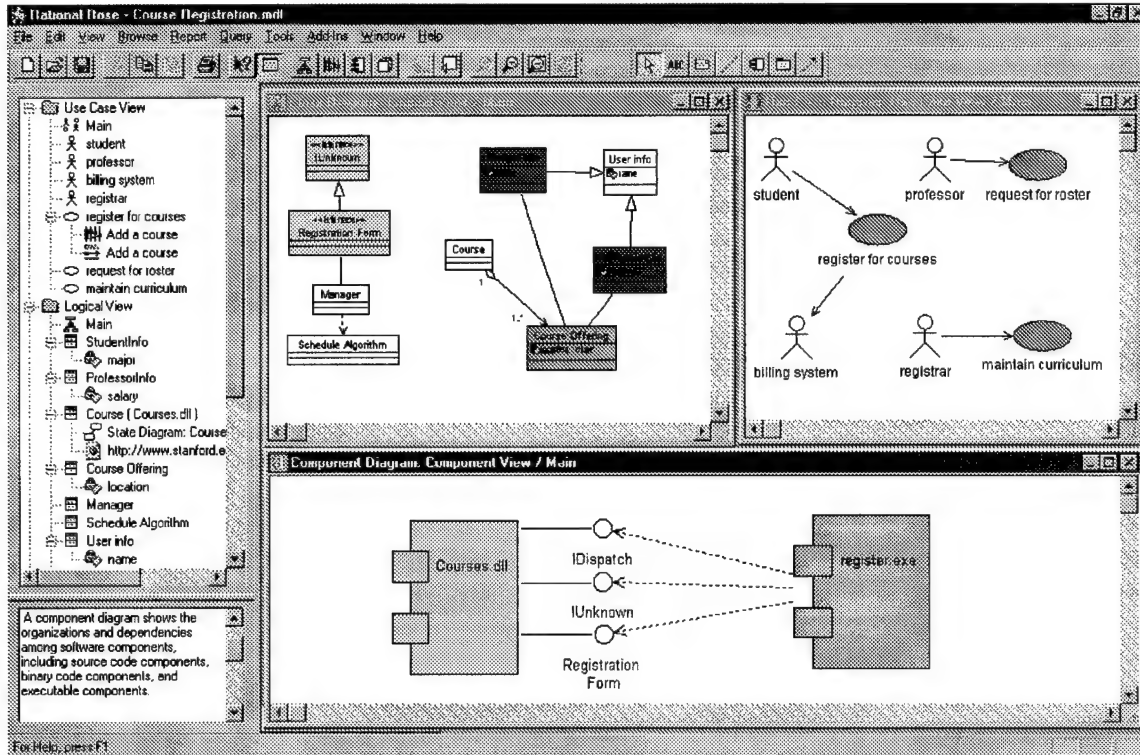 Rational Rose - Course Registration.mdl
File Edit View Browse Report Query Tools Add-Ins Window Help
ABC
Use Case View
Main
student
professor
billing system
registrar
register for courses
Add a course
Add a course
request for roster
maintain curriculum
Logical View
Main
StudentInfo
major
ProfessorInfo
salary
Course ( Courses.dll )
State Diagram: Course
http://www.stanford.e
Course Offering
location
Manager
Schedule Algorithm
User info
name
A component diagram shows the
organizations and dependencies
among software components,
including source code components,
binary code components, and
executable components.
IUnknown
Registration Form
Manager
Schedule Algorithm
User info
name
Course
1
1..*
Course Offering
student
professor
request for roster
register for courses
billing system
registrar
maintain curriculum
Component Diagram: Component View / Main
Courses.dll
IDispatch
IUnknown
Registration
Form
register.exe
For Help, press F1